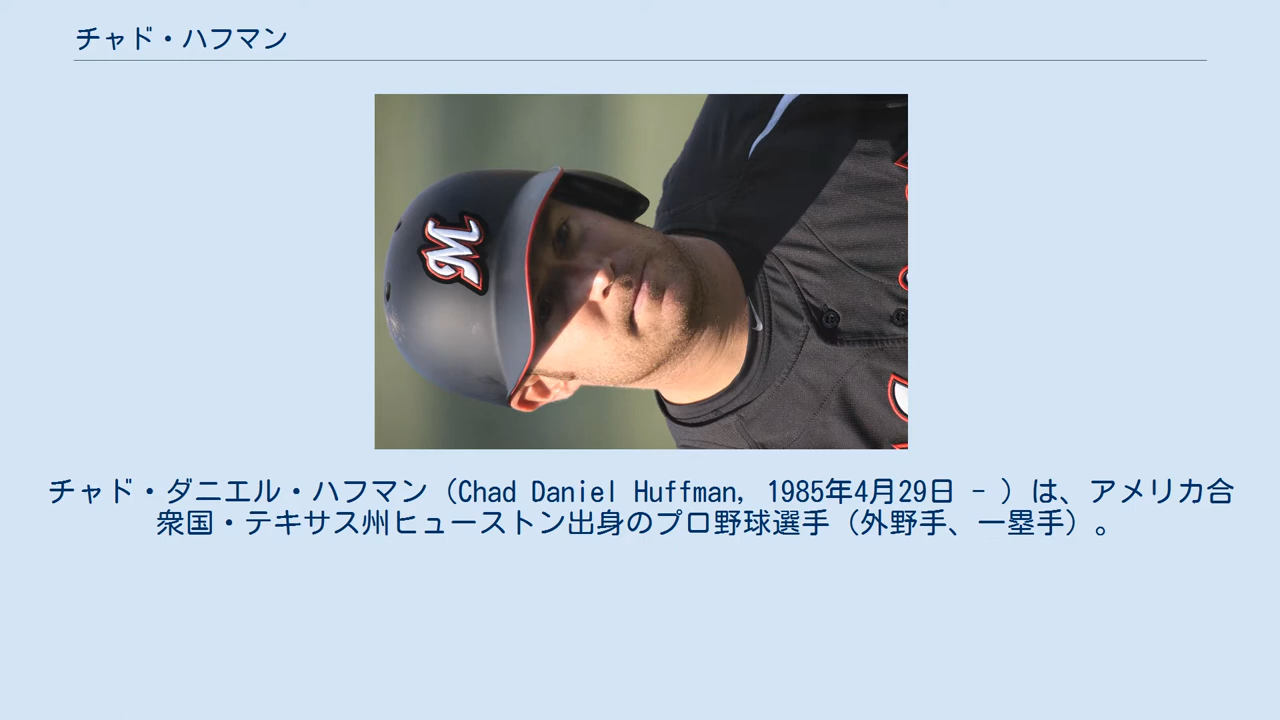 チャド・ハフマン
M
チャド・ダニエル・ハフマン（Chad Daniel Huffman, 1985年4月29日 - ）は、アメリカ合
衆国・テキサス州ヒューストン出身のプロ野球選手（外野手、一塁手）。